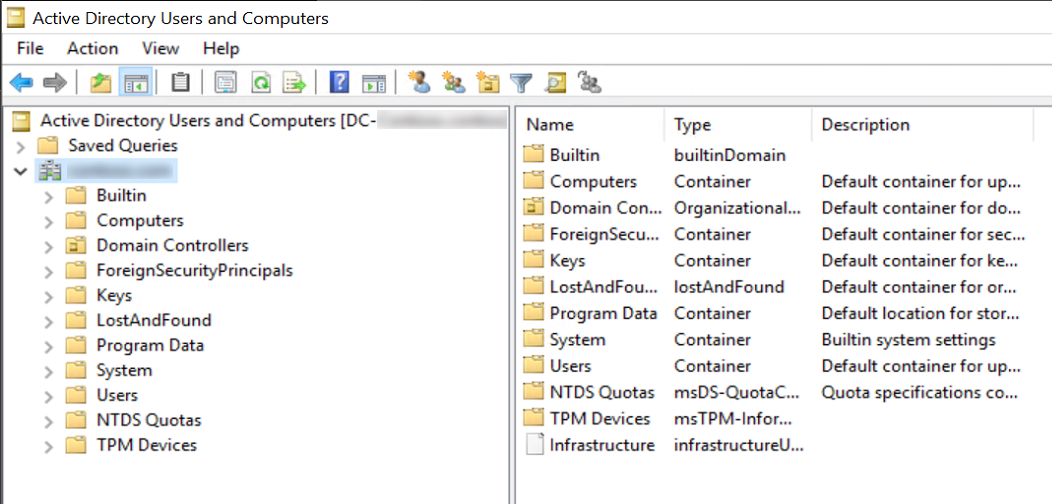 Active Directory Users and Computers
File Action View Help
Active Directory Users and Computers [DC-
Saved Queries
Builtin
Computers
Domain Controllers
ForeignSecurityPrincipals
Keys
LostAndFound
Program Data
System
Users
NTDS Quotas
TPM Devices
Name Type Description
Builtin builtinDomain
Computers Container Default container for up...
Domain Con... Organizational... Default container for do...
ForeignSecu... Container Default container for sec...
Keys Container Default container for ke...
LostAndFou... lostAndFound Default container for or...
Program Data Container Default location for stor...
System Container Builtin system settings
Users Container Default container for up...
NTDS Quotas msDS-QuotaC... Quota specifications co...
TPM Devices msTPM-Infor...
Infrastructure infrastructureU...